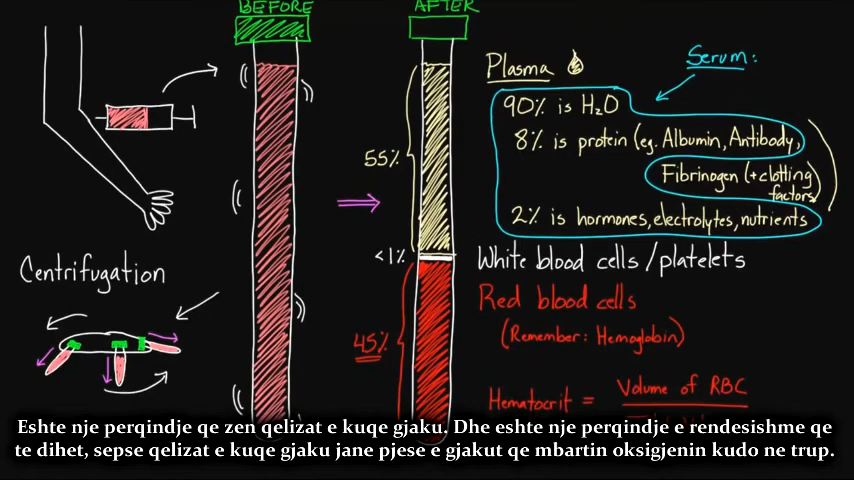 BEFORE
AFTER
Plasma
Serum:
90% is H₂O
8% is protein (eg. Albumin, Antibody,
Fibrinogen (+clotting
factors)
2% is hormones, electrolytes, nutrients
55%
<1%
White blood cells/platelets
Centrifugation
Red blood cells
(Remember: Hemoglobin)
45%
Hematocrit = Volume of RBC
Eshte nje perqindje qe zen qelizat e kuqe gjaku. Dhe eshte nje perqindje e rendesishme qe
te dihet, sepse qelizat e kuqe gjaku jane pjese e gjakut qe mbartin oksigjenin kudo ne trup.